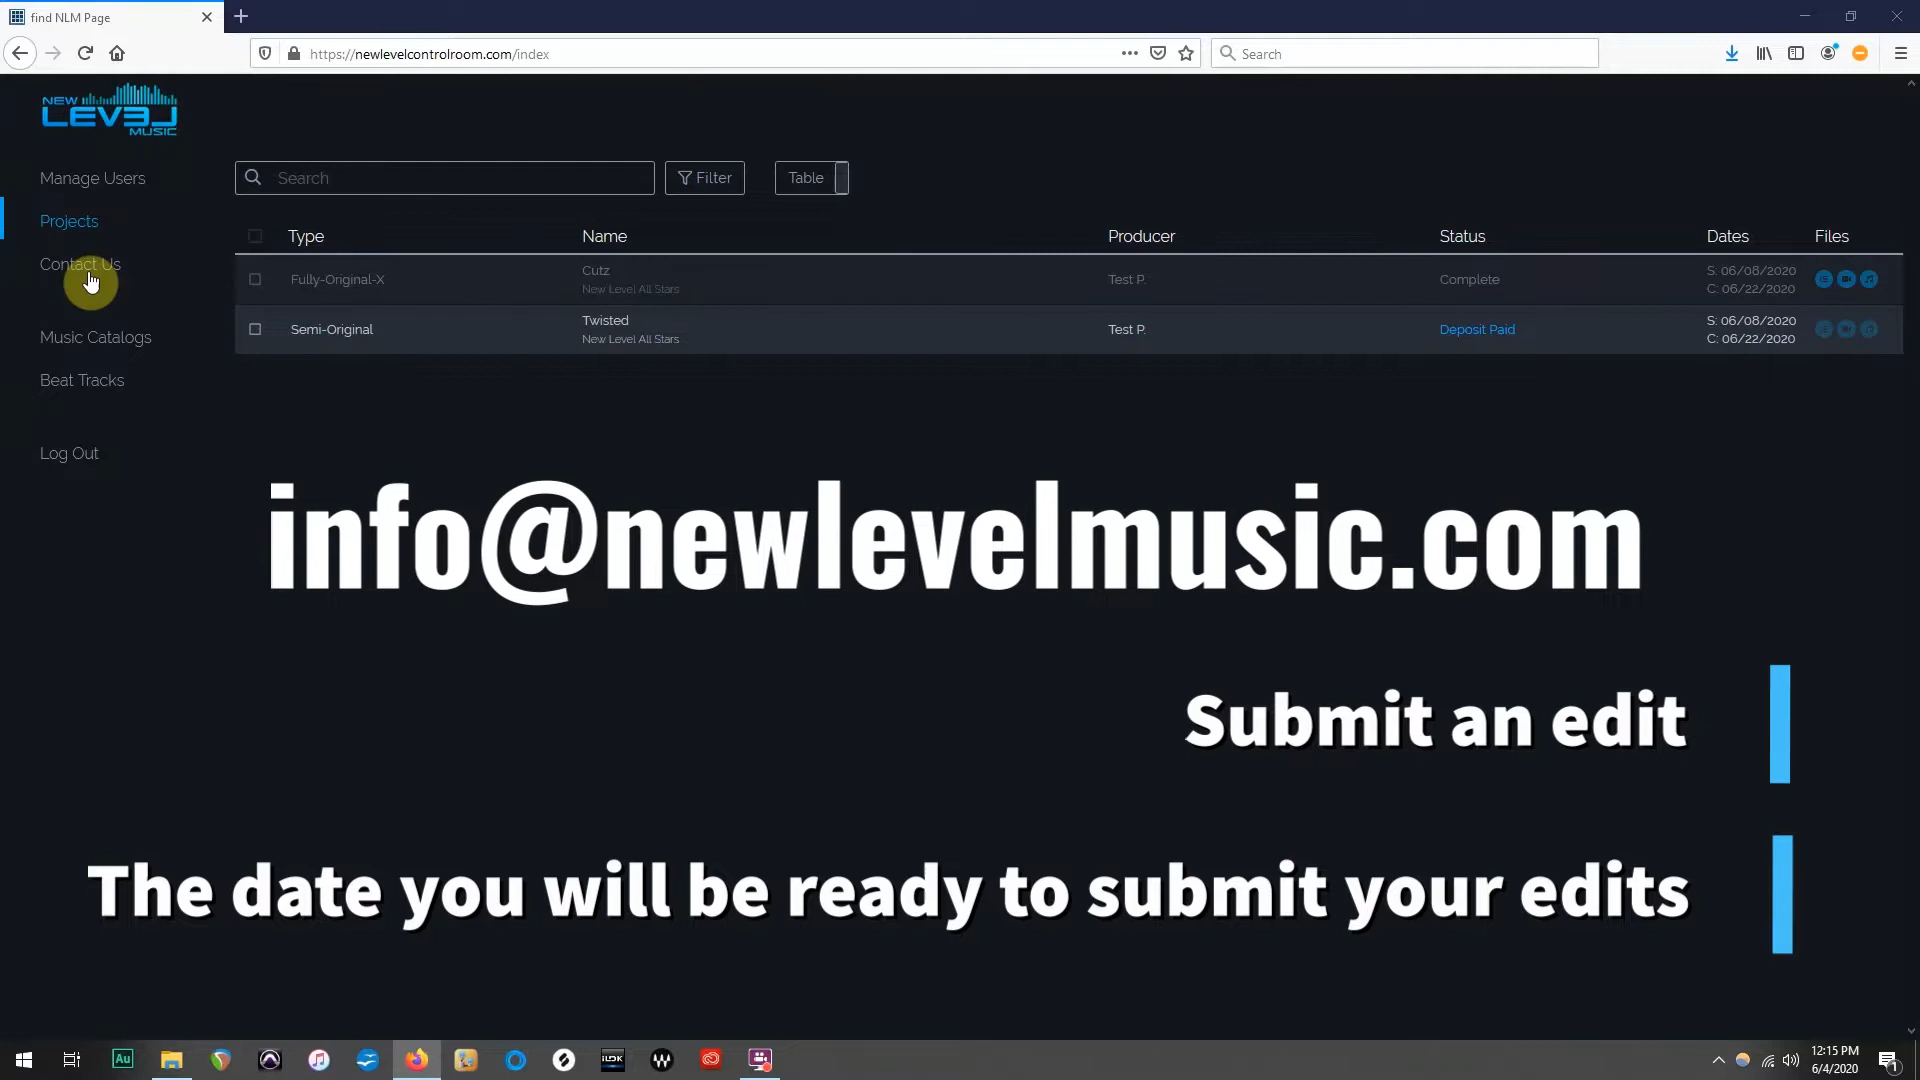 find NLM Page
https://newlevelcontrolroom.com/index
Search
NEW
LEVEL
MUSIC
Manage Users
Projects
Contact Us
Music Catalogs
Beat Tracks
Log Out
Search
Filter
Table
Type Name Producer Status Dates Files
Fully-Original-X Cutz Test P. Complete S: 06/08/2020
New Level All Stars C: 06/22/2020
Semi-Original Twisted Test P. Deposit Paid S: 06/08/2020
New Level All Stars C: 06/22/2020
info@newlevelmusic.com
Submit an edit
The date you will be ready to submit your edits
Au
iLOK
12:15 PM
6/4/2020
1